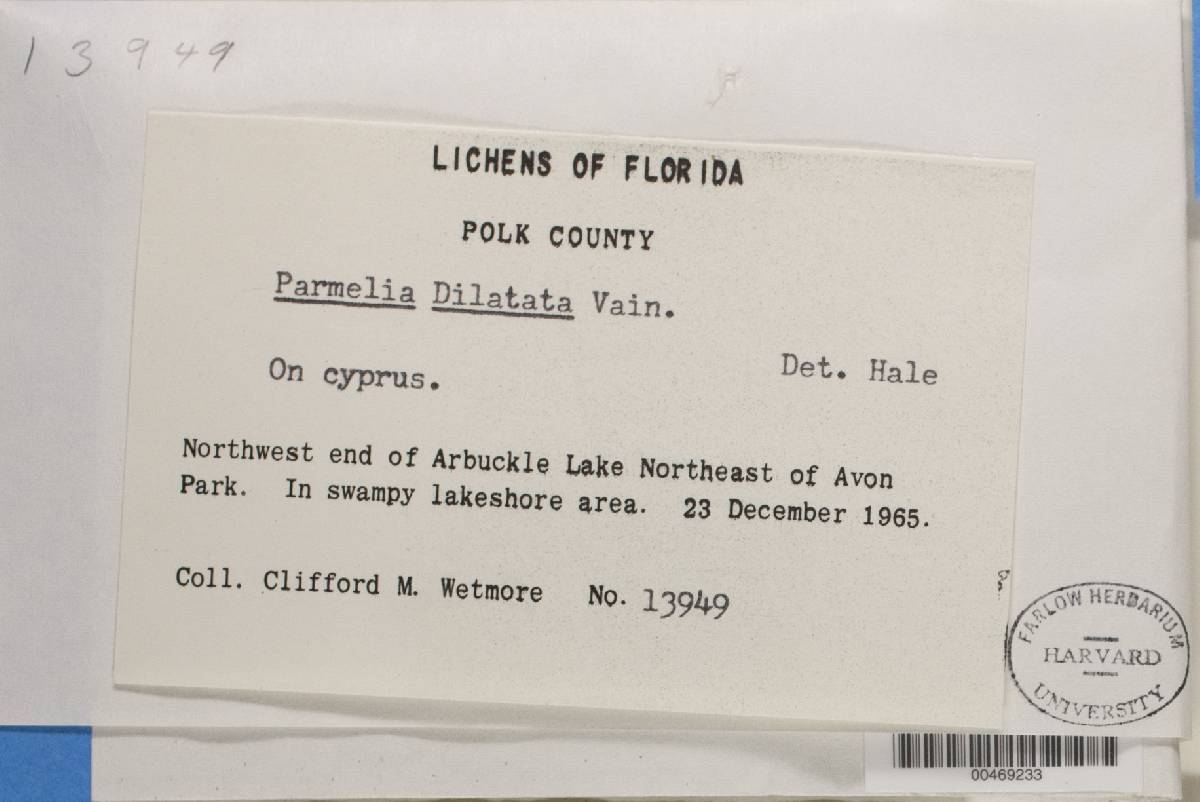 13949
LICHENS OF FLORIDA
POLK COUNTY
Parmelia Dilatata Vain.
On cyprus.
Det. Hale
Northwest end of Arbuckle Lake Northeast of Avon
Park. In swampy lakeshore area. 23 December 1965.
Coll. Clifford M. Wetmore No. 13949
FARLOW HERBARIUM
HARVARD
UNIVERSITY
00469233